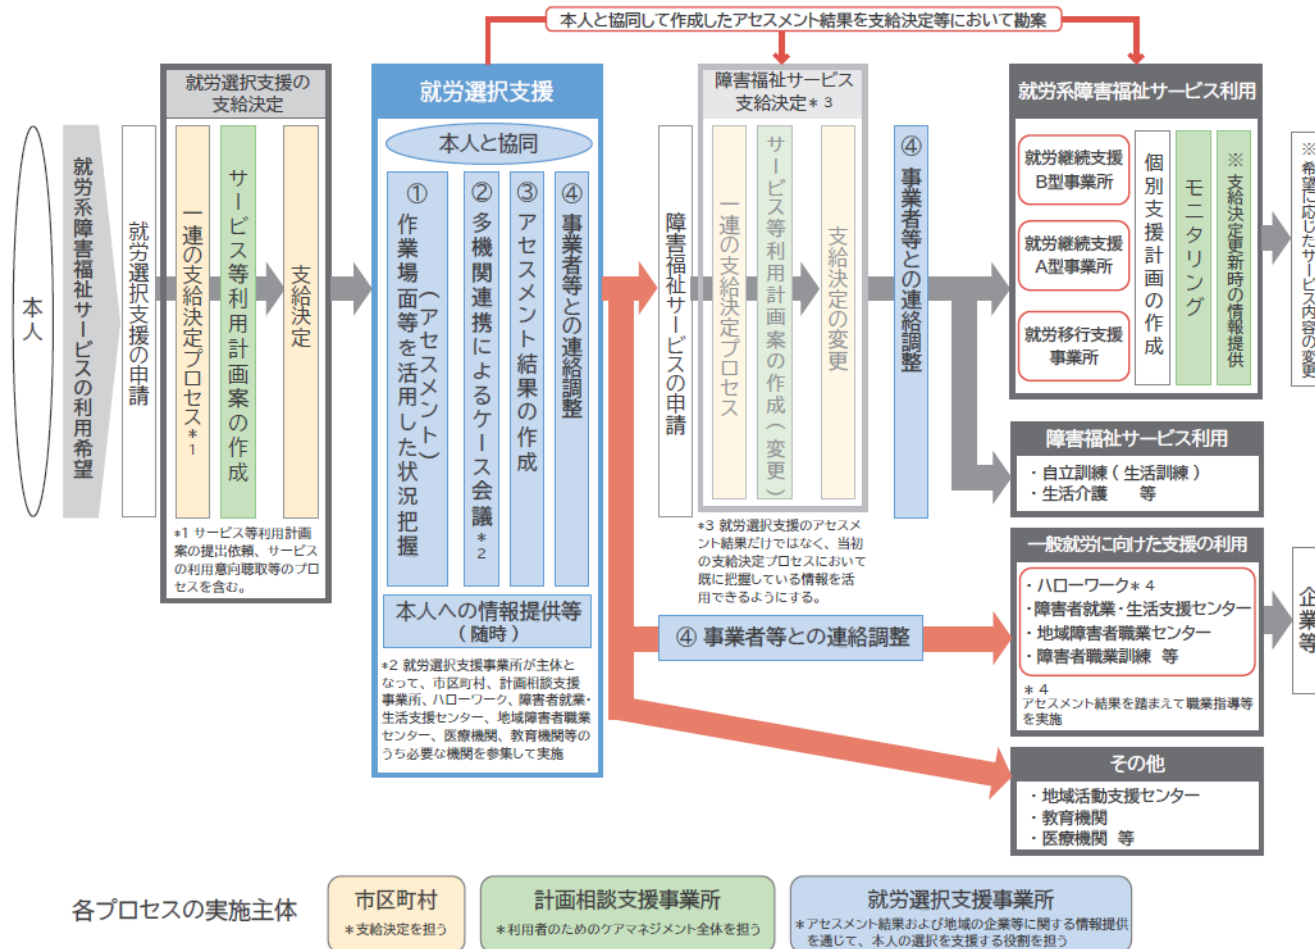 本人と協同して作成したアセスメント結果を支給決定等において勘案
本人
就労系障害福祉サービスの利用希望
就労選択支援の申請
就労選択支援の
支給決定
一連の支給決定プロセス*1
サービス等利用計画案の作成
支給決定
*1 サービス等利用計画
案の提出依頼、サービス
の利用意向聴取等のプロ
セスを含む。
就労選択支援
本人と協同
① 作業場面等を活用した状況把握
(アセスメント)
② 多機関連携によるケース会議*2
③ アセスメント結果の作成
④ 事業者等との連絡調整
本人への情報提供等
(随時)
*2 就労選択支援事業所が主体と
なって、市区町村、計画相談支援
事業所、ハローワーク、障害者就業・
生活支援センター、地域障害者職業
センター、医療機関、教育機関等の
うち必要な機関を参集して実施
障害福祉サービスの申請
障害福祉サービス
支給決定*3
一連の支給決定プロセス
サービス等利用計画案の作成(変更)
支給決定の変更
*3 就労選択支援のアセスメ
ント結果だけではなく、当初
の支給決定プロセスにおいて
既に把握している情報を活
用できるようにする。
④ 事業者等との連絡調整
④ 事業者等との連絡調整
就労系障害福祉サービス利用
就労継続支援
B型事業所
就労継続支援
A型事業所
就労移行支援
事業所
個別支援計画の作成
モニタリング
※ 支給決定更新時の情報提供
※ 希望に応じたサービス内容の変更
障害福祉サービス利用
・自立訓練(生活訓練)
・生活介護 等
一般就労に向けた支援の利用
・ハローワーク*4
・障害者就業・生活支援センター
・地域障害者職業センター
・障害者職業訓練 等
*4
アセスメント結果を踏まえて職業指導等
を実施
企業等
その他
・地域活動支援センター
・教育機関
・医療機関 等
各プロセスの実施主体
市区町村
*支給決定を担う
計画相談支援事業所
*利用者のためのケアマネジメント全体を担う
就労選択支援事業所
*アセスメント結果および地域の企業等に関する情報提供
を通じて、本人の選択を支援する役割を担う